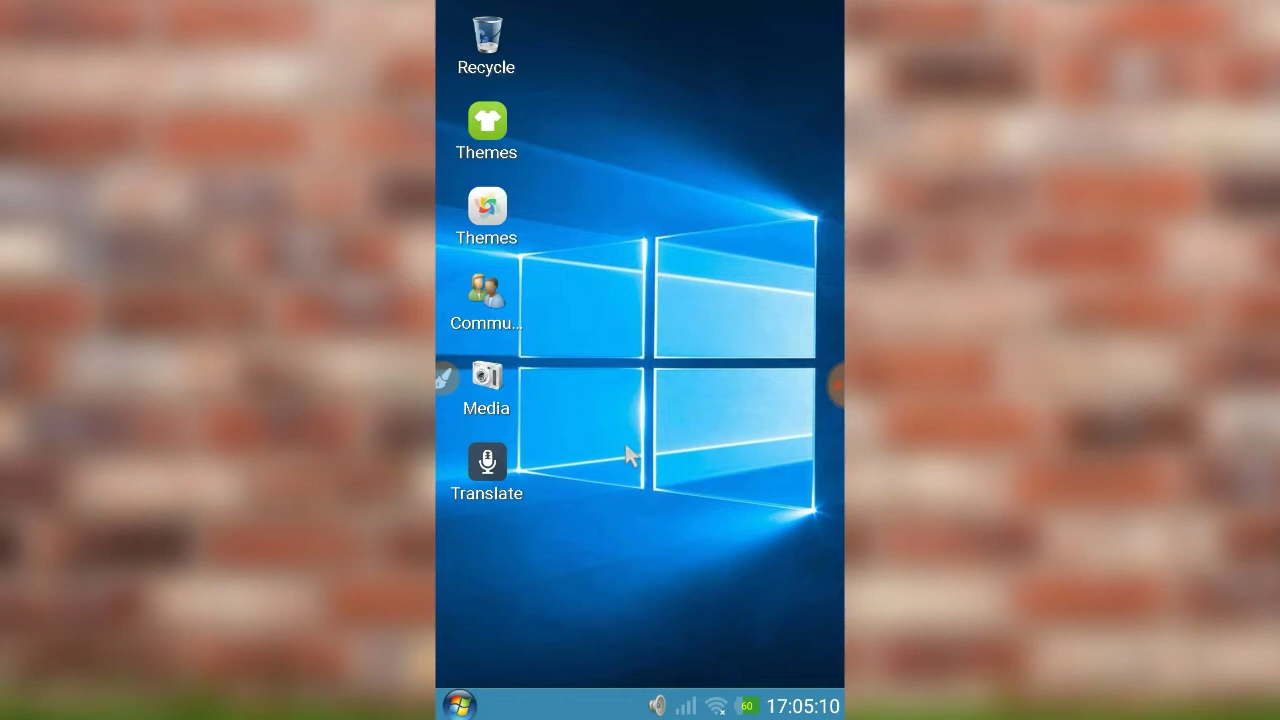 Recycle
Themes
Themes
Commu...
Media
Translate
60
17:05:10